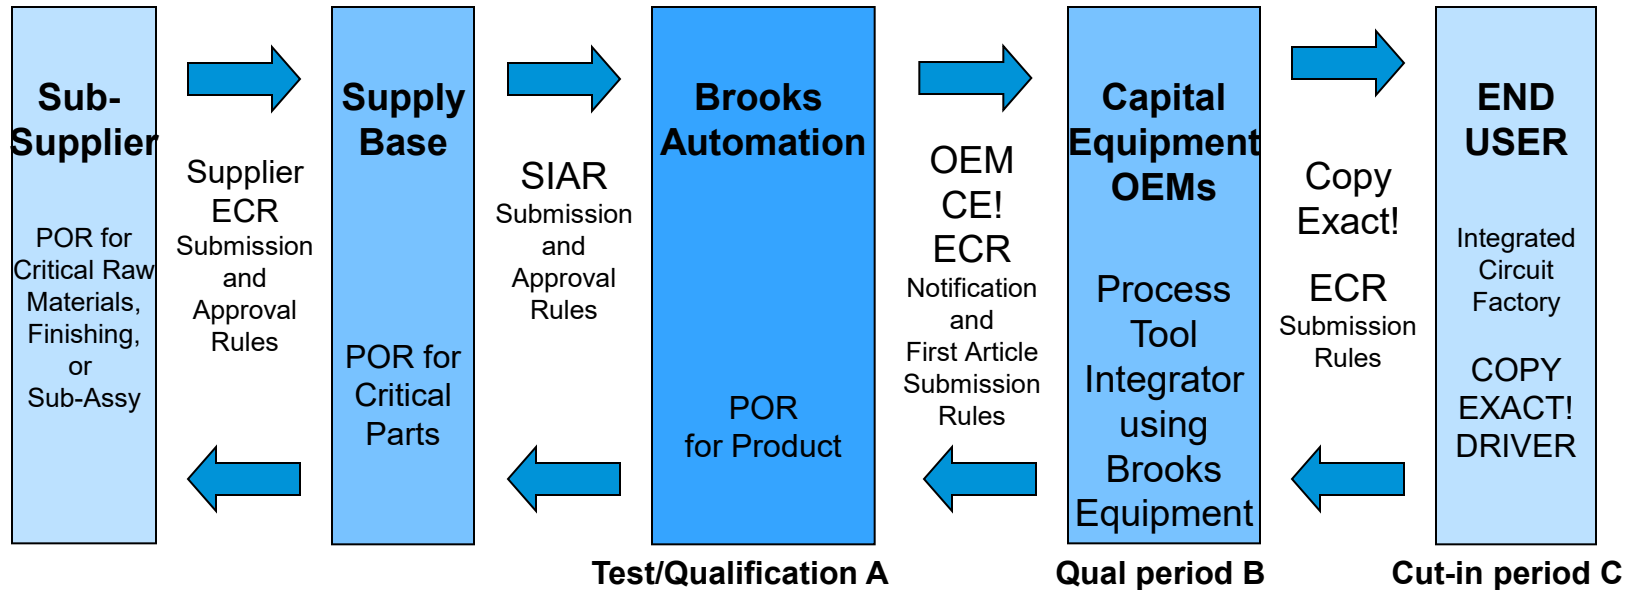 Sub-
Supplier
POR for
Critical Raw
Materials,
Finishing,
or
Sub-Assy
Supplier
ECR
Submission
and
Approval
Rules
Supply
Base
POR for
Critical
Parts
SIAR
Submission
and
Approval
Rules
Brooks
Automation
POR
for Product
Test/Qualification A
OEM
CE!
ECR
Notification
and
First Article
Submission
Rules
Capital
Equipment
OEMs
Process
Tool
Integrator
using
Brooks
Equipment
Qual period B
Copy
Exact!
ECR
Submission
Rules
END
USER
Integrated
Circuit
Factory
COPY
EXACT!
DRIVER
Cut-in period C